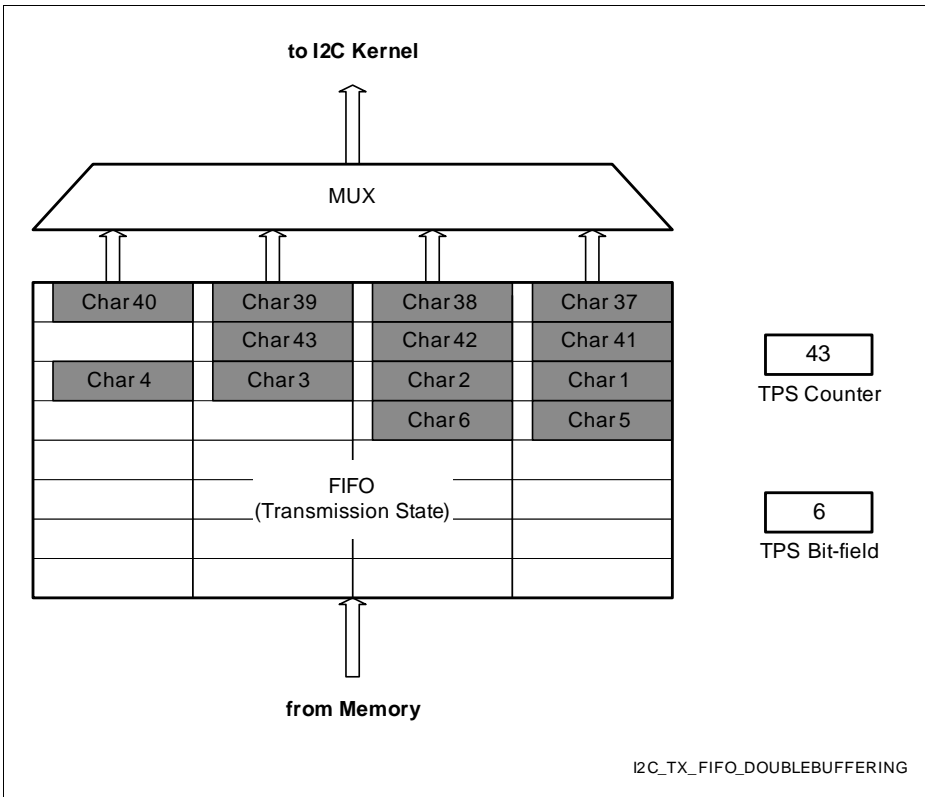 to I2C Kernel
MUX
Char 40 Char 39 Char 38 Char 37
Char 43 Char 42 Char 41
Char 4 Char 3 Char 2 Char 1
Char 6 Char 5
43
TPS Counter
FIFO
(Transmission State)
6
TPS Bit-field
from Memory
I2C_TX_FIFO_DOUBLEBUFFERING